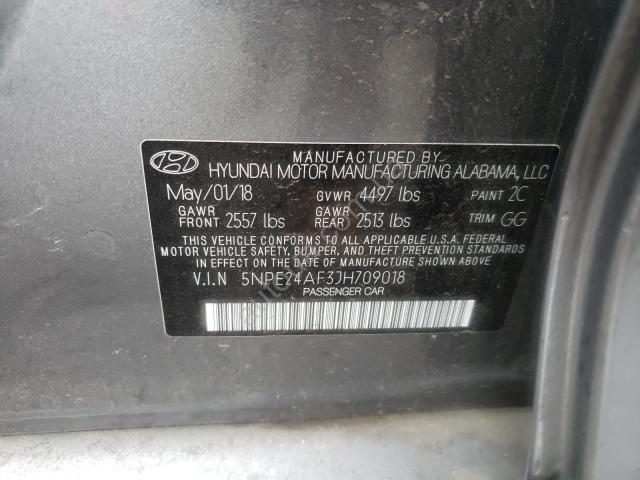 MANUFACTURED BY
HYUNDAI MOTOR MANUFACTURING ALABAMA, LLC
May/01/18 GVWR 4497 lbs PAINT 2C
GAWR FRONT 2557 lbs GAWR REAR 2513 lbs TRIM GG
THIS VEHICLE CONFORMS TO ALL APPLICABLE U.S.A. FEDERAL
MOTOR VEHICLE SAFETY, BUMPER, AND THEFT PREVENTION STANDARDS
IN EFFECT ON THE DATE OF MANUFACTURE SHOWN ABOVE
V.I.N 5NPE24AF3JH709018
PASSENGER CAR